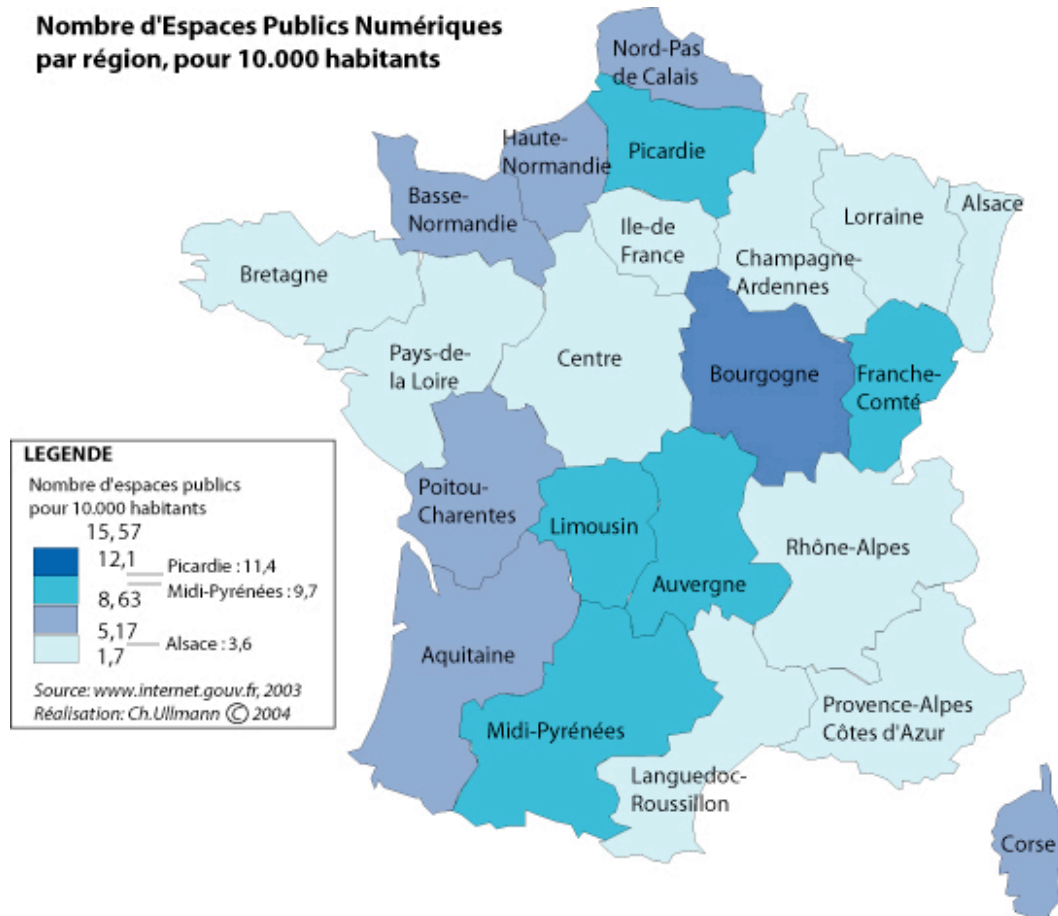 Nombre d'Espaces Publics Numériques
par région, pour 10.000 habitants
Nord-Pas
de Calais
Haute-
Normandie
Picardie
Basse-
Normandie
Ile-de
France
Lorraine
Alsace
Champagne-
Ardennes
Bretagne
Pays-de-
la Loire
Centre
Bourgogne
Franche-
Comté
Poitou-
Charentes
Limousin
Auvergne
Rhône-Alpes
Aquitaine
Midi-Pyrénées
Provence-Alpes
Côtes d'Azur
Languedoc-
Roussillon
Corse
LEGENDE
Nombre d'espaces publics
pour 10.000 habitants
15, 57
12,1
Picardie : 11,4
Midi-Pyrénées : 9,7
8, 63
5,17
Alsace : 3,6
1,7
Source: www.internet.gouv.fr, 2003
Réalisation: Ch.Ullmann © 2004